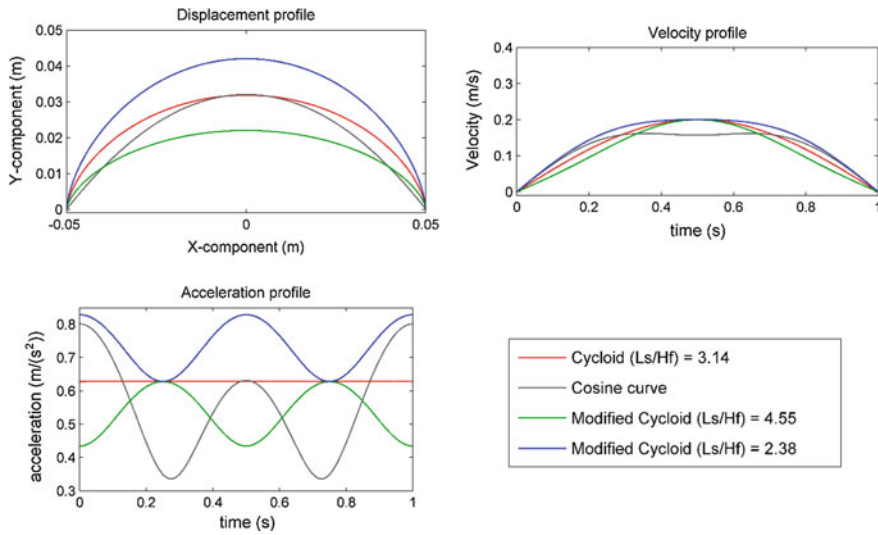 Displacement profile
0.05
0.04
0.03
0.02
0.01
0
-0.05
0
0.05
Y-component (m)
X-component (m)
Velocity profile
0.4
0.3
0.2
0.1
0
0
0.2
0.4
0.6
0.8
1
Velocity (m/s)
time (s)
Acceleration profile
0.8
0.7
0.6
0.5
0.4
0.3
0
0.2
0.4
0.6
0.8
1
acceleration (m/(s²)
time (s)
Cycloid (Ls/Hf) = 3.14
Cosine curve
Modified Cycloid (Ls/Hf) = 4.55
Modified Cycloid (Ls/Hf) = 2.38